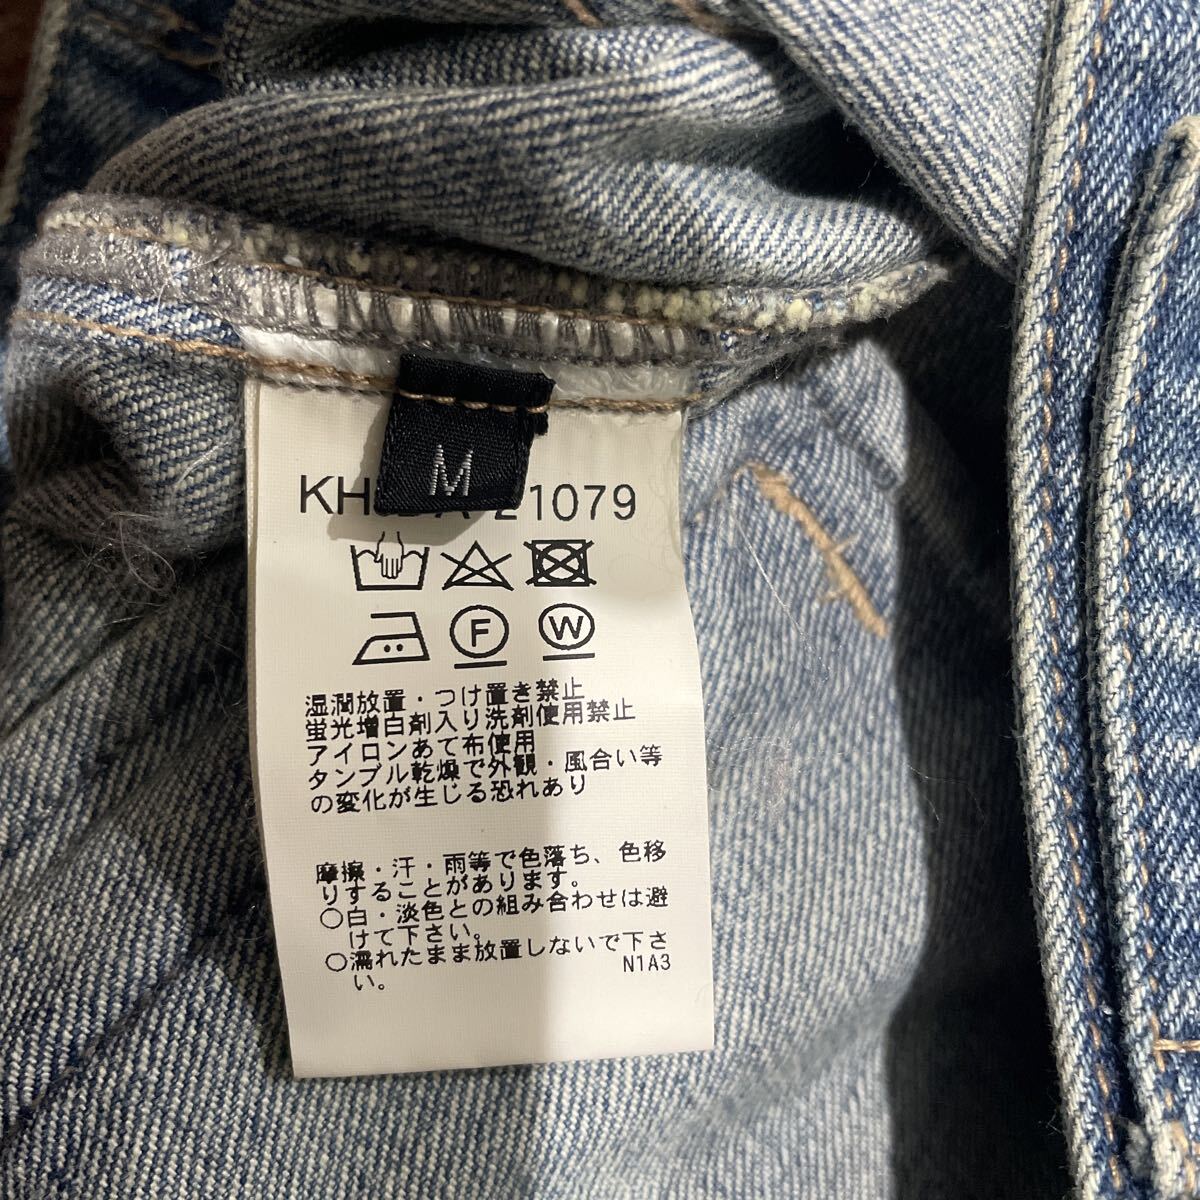 M
21079
F
W
湿潤放置・つけ置き禁止
蛍光増白剤入り洗剤使用禁止
アイロンあて布使用
タンブル乾燥で外観・風合い等
の変化が生じる恐れあり
摩擦・汗・雨等で色落ち、色移
りすることがあります。
○白・淡色との組み合わせは避
けて下さい。
○濡れたまま放置しないで下さ
い。
N1A3